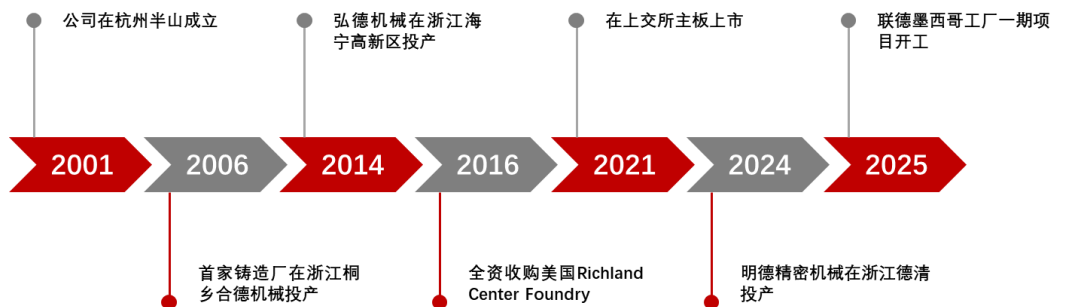 公司在杭州半山成立
弘德机械在浙江海
宁高新区投产
在上交所主板上市
联德墨西哥工厂一期项
目开工
2001
2006
2014
2016
2021
2024
2025
首家铸造厂在浙江桐
乡合德机械投产
全资收购美国Richland
Center Foundry
明德精密机械在浙江德清
投产